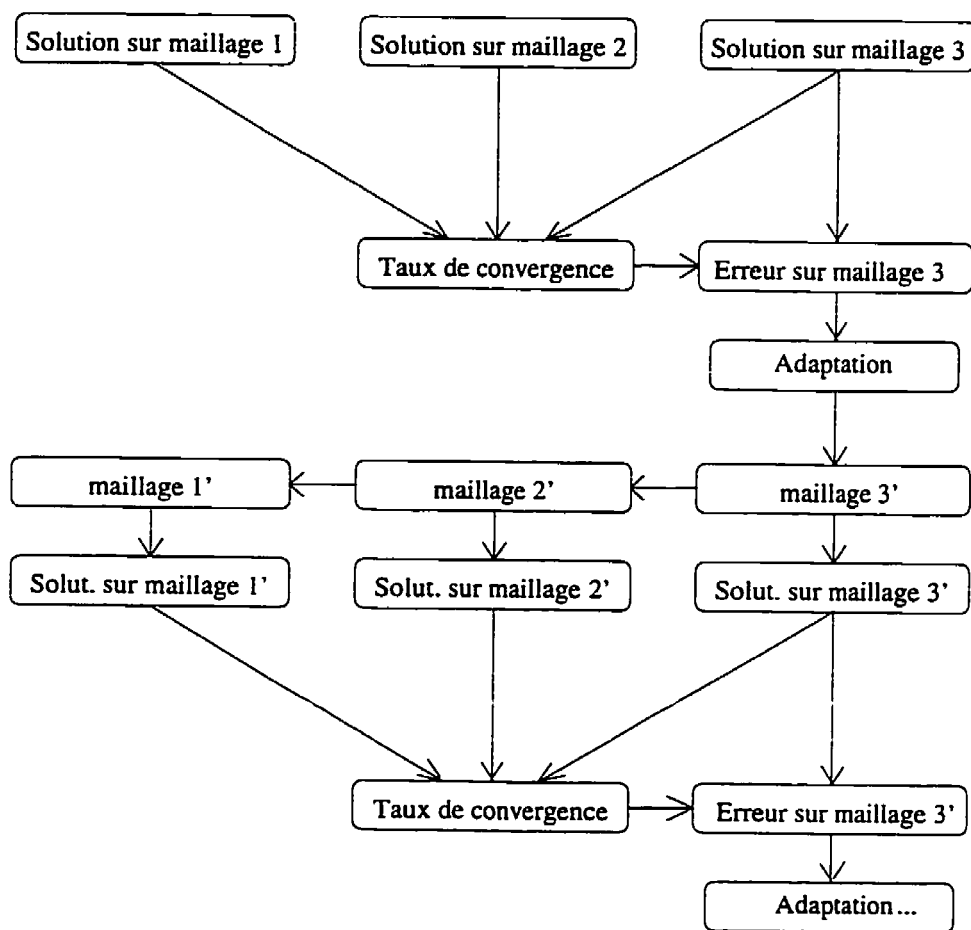 Solution sur maillage 1
Solution sur maillage 2
Solution sur maillage 3
Taux de convergence
Erreur sur maillage 3
Adaptation
maillage 1'
maillage 2'
maillage 3'
Solut. sur maillage 1'
Solut. sur maillage 2'
Solut. sur maillage 3'
Taux de convergence
Erreur sur maillage 3'
Adaptation...